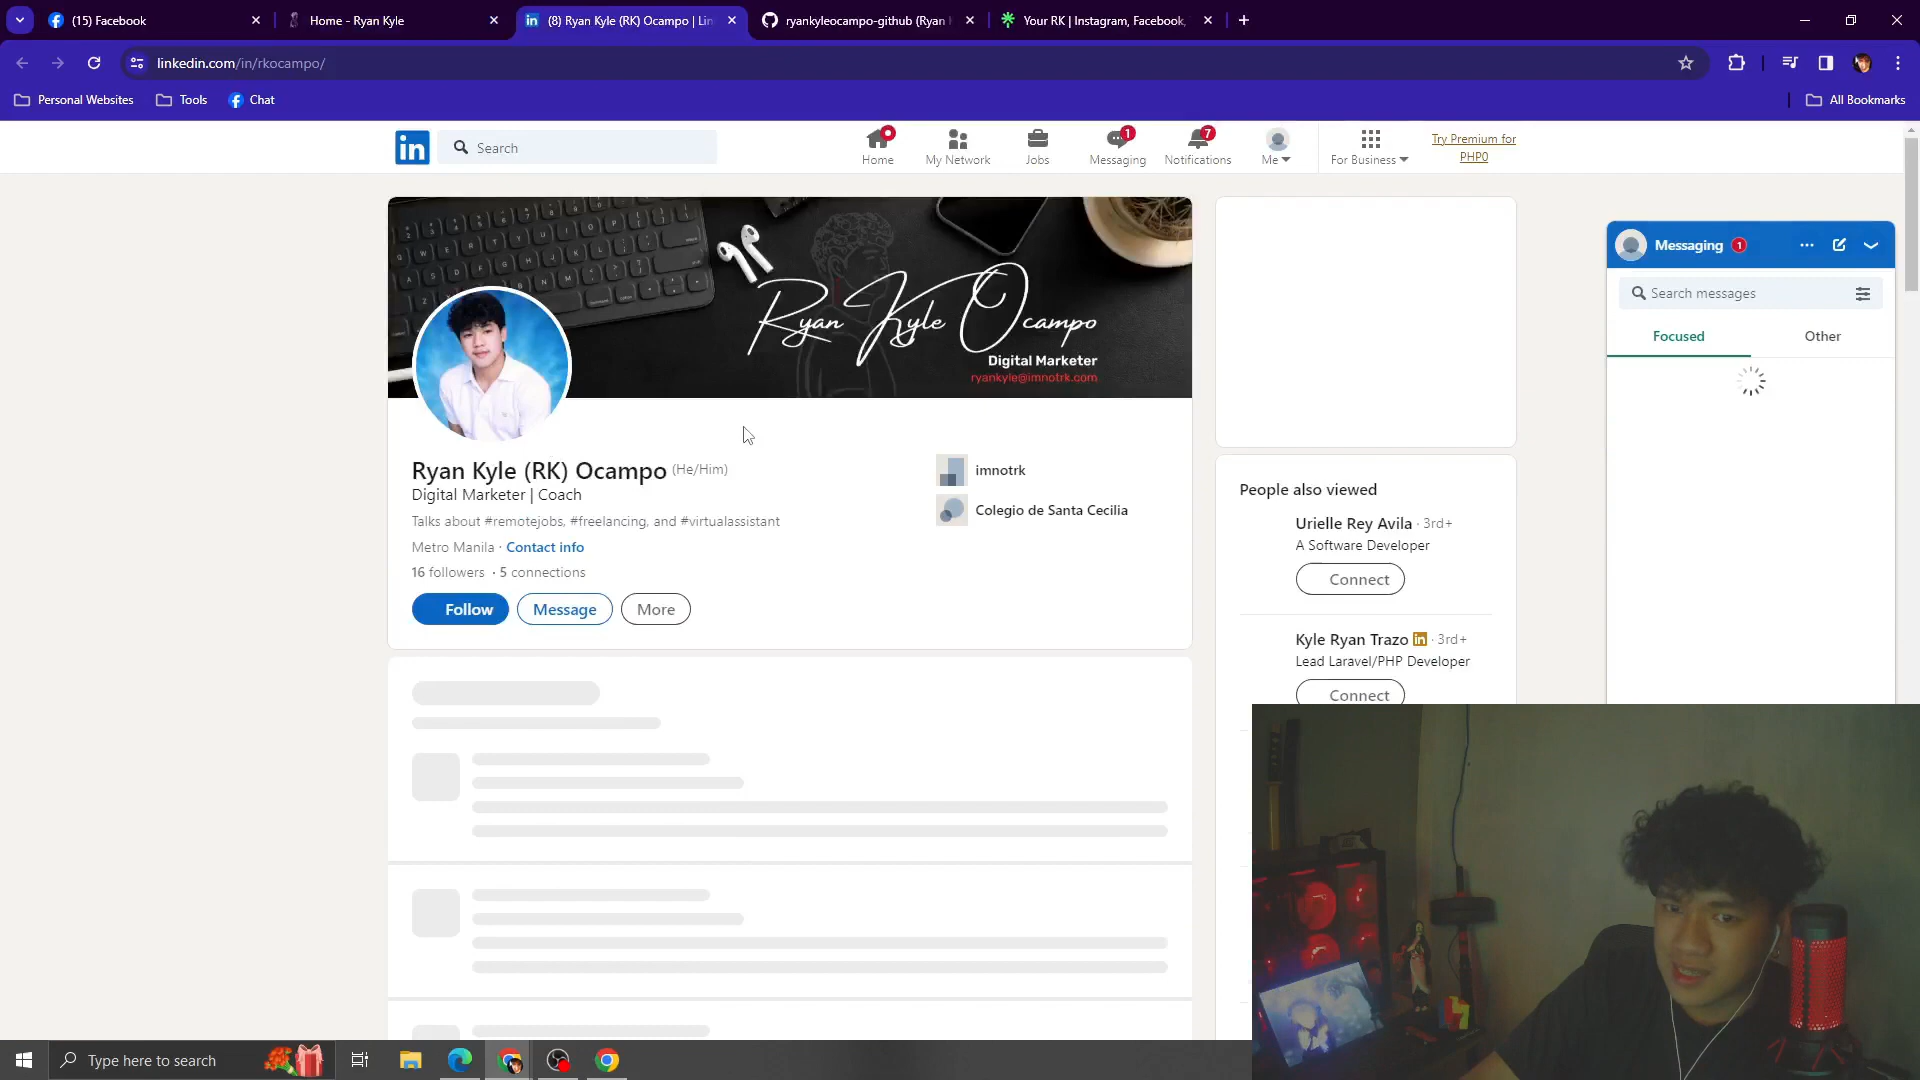 (15) Facebook
Home - Ryan Kyle
(8) Ryan Kyle (RK) Ocampo | Lin
ryankyleocampo-github (Ryan
Your RK | Instagram, Facebook,
linkedin.com/in/rkocampo/
Personal Websites
Tools
Chat
All Bookmarks
in
Search
Home
My Network
Jobs
1
Messaging
7
Notifications
Me
For Business
Try Premium for
PHP0
Ryan Kyle Ocampo
Digital Marketer
ryankyle@imnotrk.com
Ryan Kyle (RK) Ocampo (He/Him)
Digital Marketer | Coach
Talks about #remotejobs, #freelancing, and #virtualassistant
Metro Manila · Contact info
16 followers · 5 connections
Follow
Message
More
imnotrk
Colegio de Santa Cecilia
People also viewed
Urielle Rey Avila · 3rd+
A Software Developer
Connect
Kyle Ryan Trazo in · 3rd+
Lead Laravel/PHP Developer
Connect
Messaging 1
Search messages
Focused
Other
Type here to search